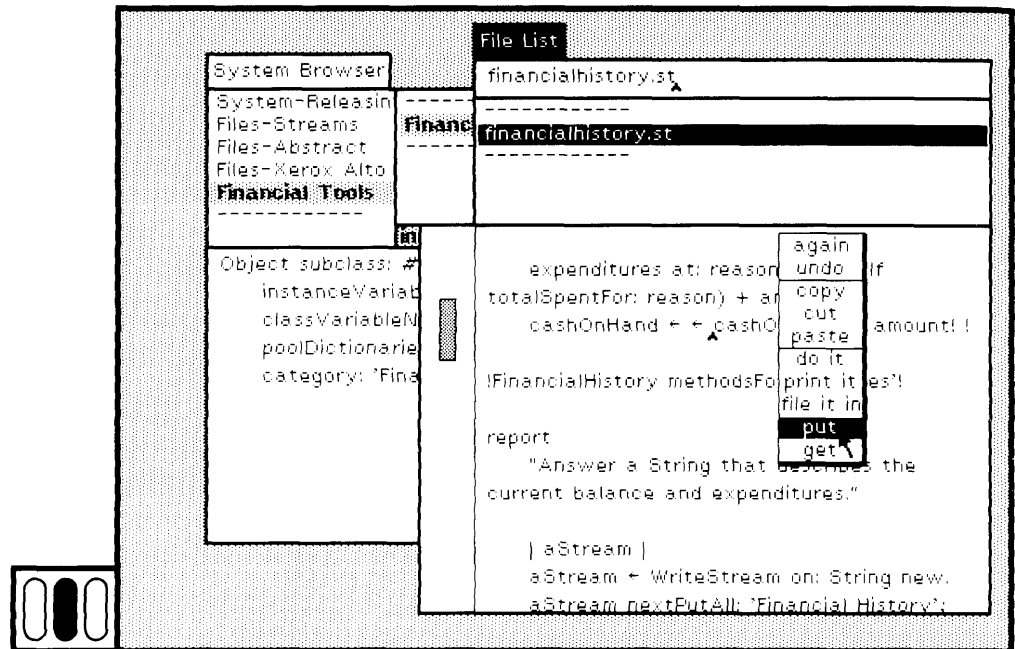 File List
System Browser
financialhistory.st
System-Releasin
Files-Streams
Files-Abstract
Files-Xerox Alto
Financial Tools
-------------
------
Financ
------
-------------
financialhistory.st
-------------
in
Object subclass: #
instanceVariab
classVariableN
poolDictionarie
category: 'Fina
expenditures at: reason
totalSpentFor: reason) +
cashOnHand ← ← cashO amount! !
!FinancialHistory methodsFo es'!
report
"Answer a String that describes the
current balance and expenditures."
| aStream |
aStream ← WriteStream on: String new.
aStream nextPutAll: 'Financial History';
again
undo
copy
cut
paste
do it
print it
file it in
put
get